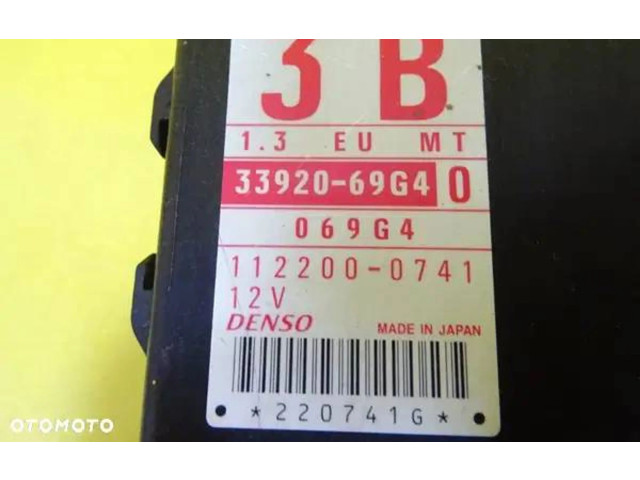 3 B
1.3 EU MT
33920-69G4 0
069G4
112200-0741
12V
DENSO MADE IN JAPAN
*220741G*
OTOMOTO